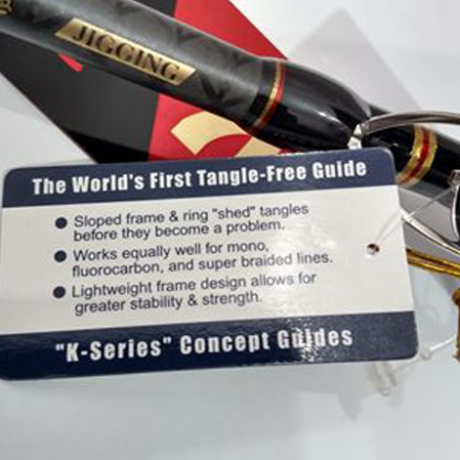 JIGGING
The World's First Tangle-Free Guide
● Sloped frame & ring "shed" tangles
before they become a problem.
● Works equally well for mono,
fluorocarbon, and super braided lines.
● Lightweight frame design allows for
greater stability & strength.
"K-Series" Concept Guides